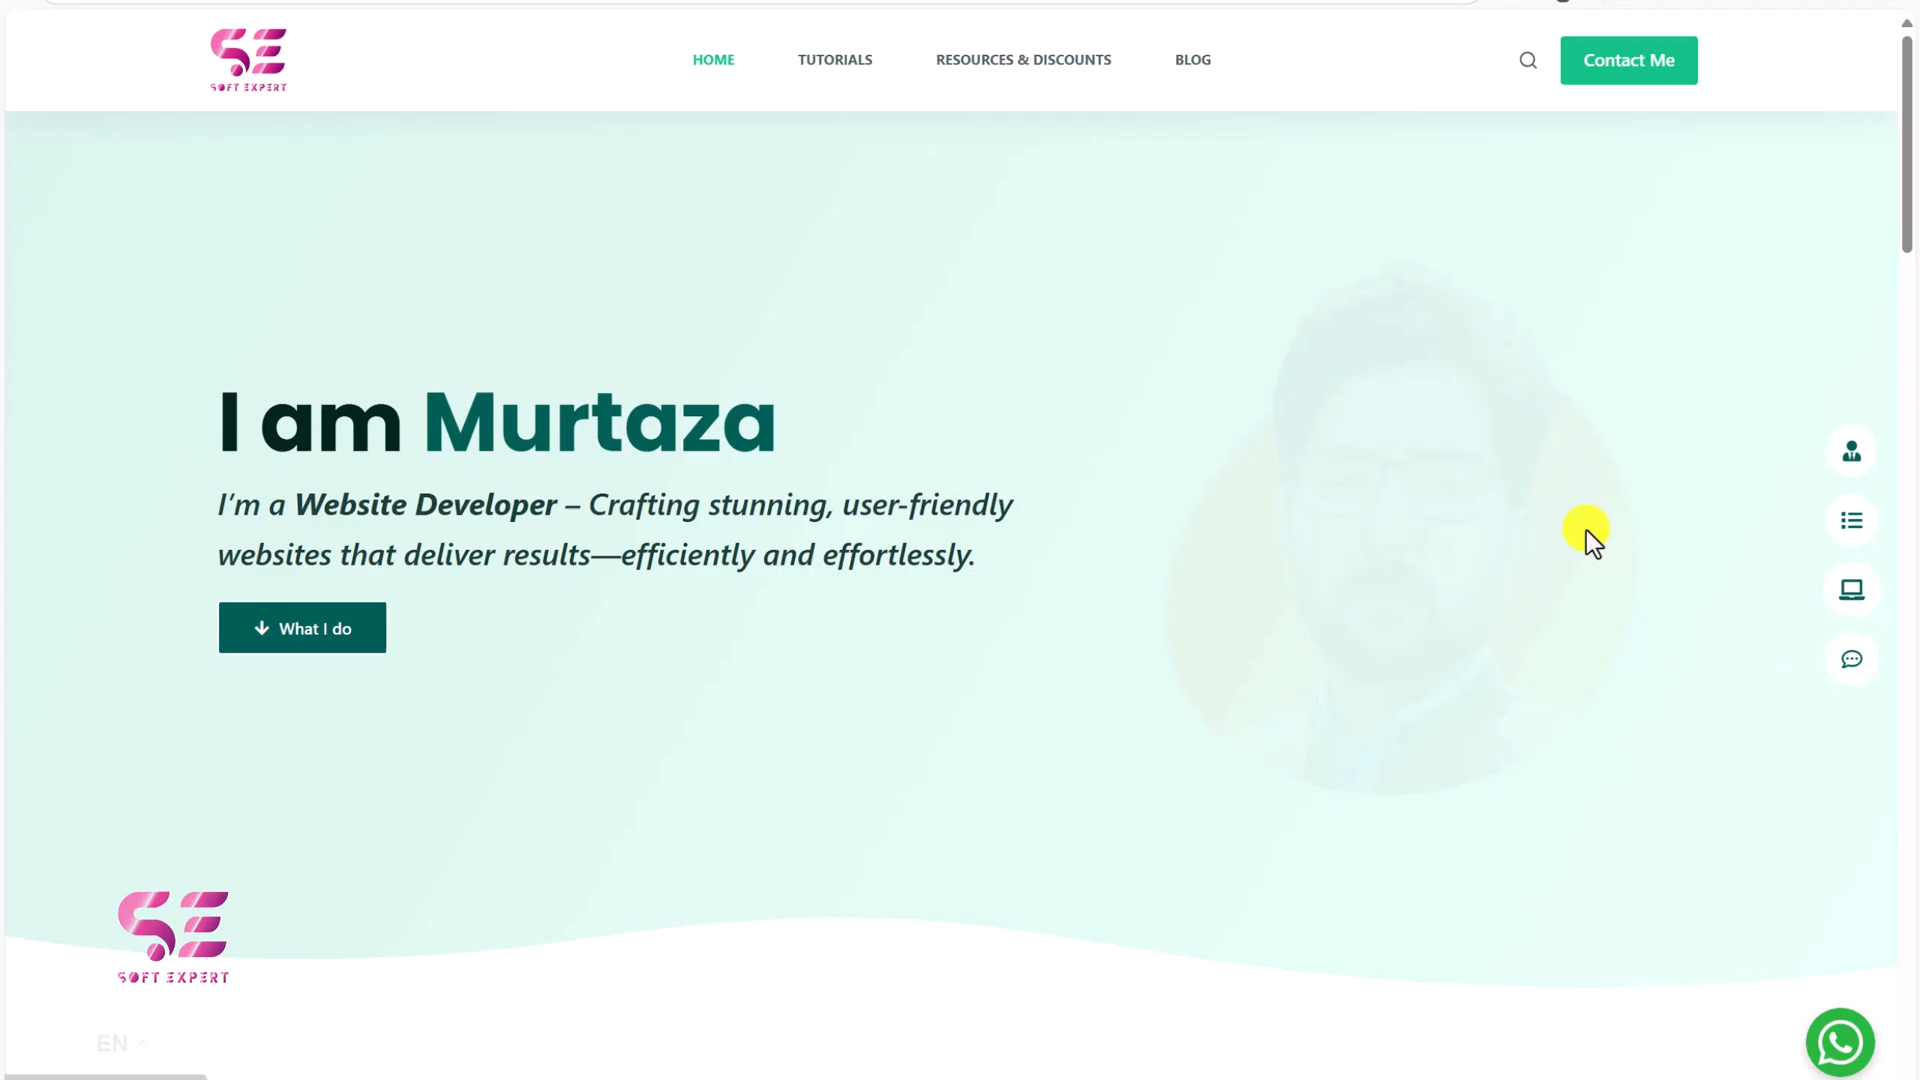 SOFT EXPERT
HOME
TUTORIALS
RESOURCES & DISCOUNTS
BLOG
Contact Me
I am Murtaza
I'm a Website Developer – Crafting stunning, user-friendly
websites that deliver results—efficiently and effortlessly.
What I do
SOFT EXPERT
EN